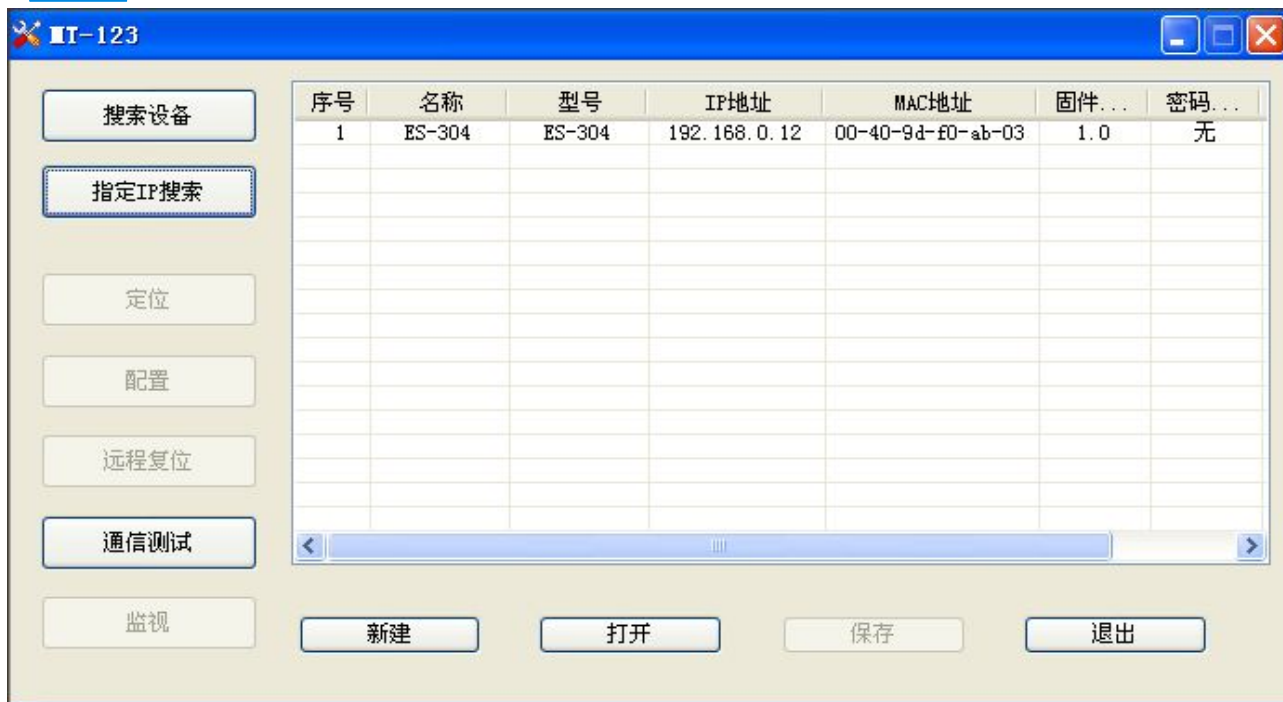 MT-123
搜索设备
指定IP搜索
定位
配置
远程复位
通信测试
监视
序号 名称 型号 IP地址 MAC地址 固件... 密码...
1 ES-304 ES-304 192.168.0.12 00-40-9d-f0-ab-03 1.0 无
新建 打开 保存 退出